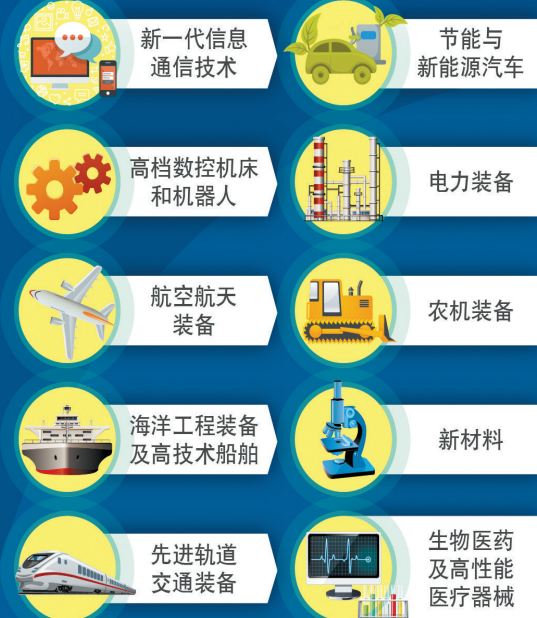 新一代信息
通信技术
节能与
新能源汽车
高档数控机床
和机器人
电力装备
航空航天
装备
农机装备
海洋工程装备
及高技术船舶
新材料
先进轨道
交通装备
生物医药
及高性能
医疗器械